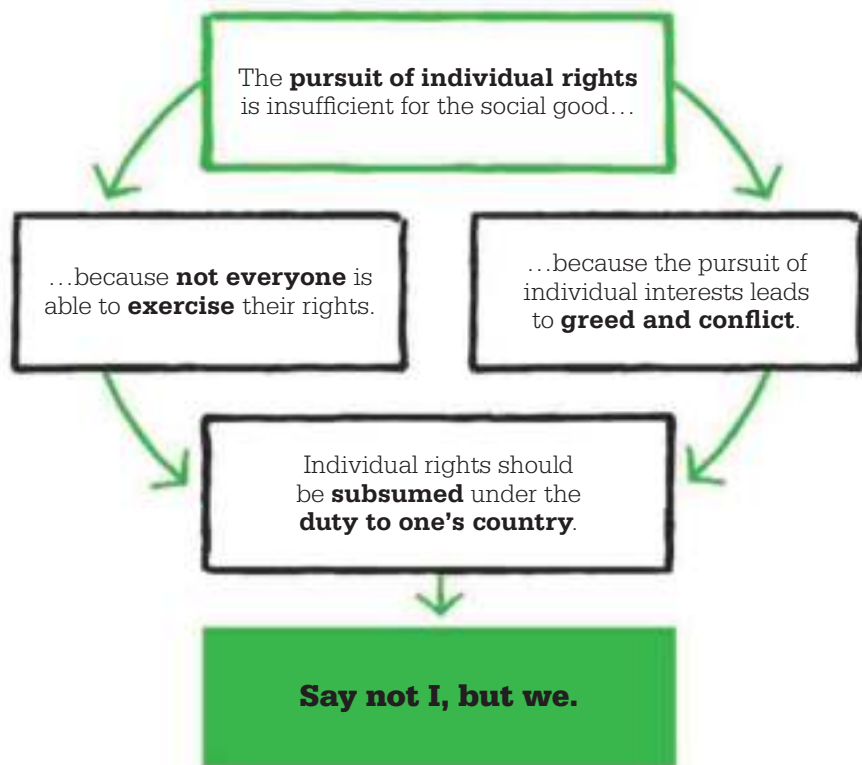 The pursuit of individual rights
is insufficient for the social good…
…because not everyone is
able to exercise their rights.
…because the pursuit of
individual interests leads
to greed and conflict.
Individual rights should
be subsumed under the
duty to one's country.
Say not I, but we.